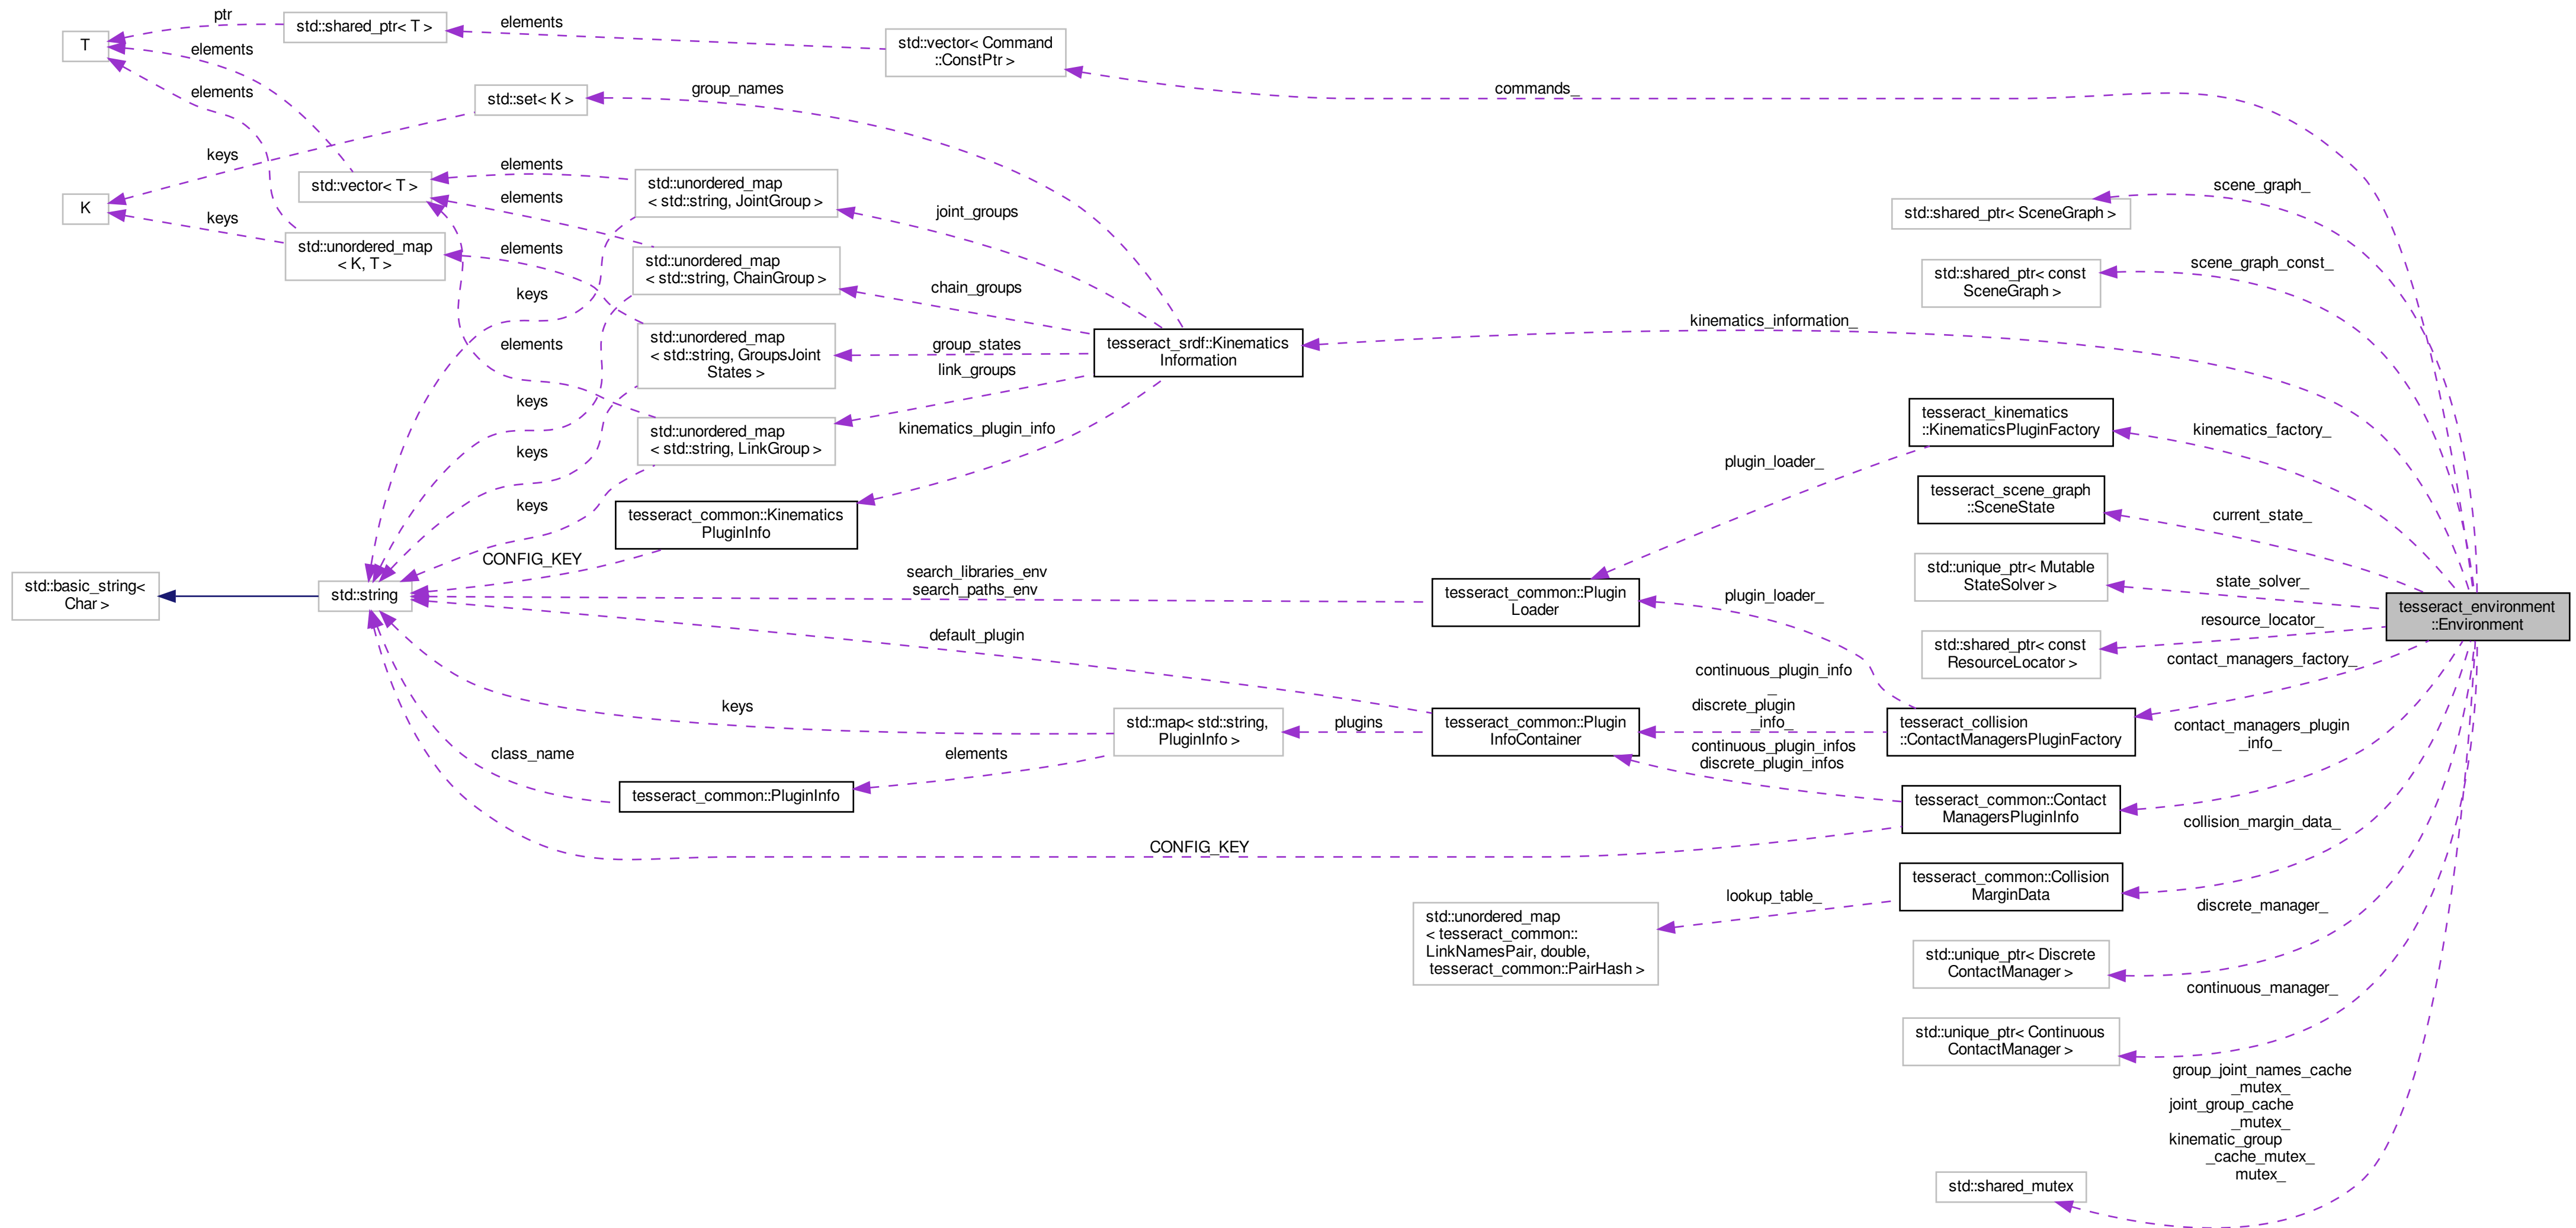 ptr
std::shared_ptr< T >
elements
T
elements
std::vector< Command
::ConstPtr >
elements
std::set< K >
group_names
commands_
keys
K
keys
std::vector< T >
std::unordered_map
< K, T >
elements
elements
elements
std::unordered_map
< std::string, JointGroup >
joint_groups
std::unordered_map
< std::string, ChainGroup >
chain_groups
keys
elements
std::unordered_map
< std::string, GroupsJoint
States >
group_states
link_groups
keys
std::unordered_map
< std::string, LinkGroup >
kinematics_plugin_info
keys
keys
tesseract_common::Kinematics
PluginInfo
CONFIG_KEY
tesseract_srdf::Kinematics
Information
kinematics_information_
scene_graph_
std::shared_ptr< SceneGraph >
scene_graph_const_
std::shared_ptr< const
SceneGraph >
tesseract_kinematics
::KinematicsPluginFactory
kinematics_factory_
plugin_loader_
tesseract_scene_graph
::SceneState
current_state_
std::unique_ptr< Mutable
StateSolver >
state_solver_
std::basic_string<
Char >
std::string
search_libraries_env
search_paths_env
tesseract_common::Plugin
Loader
plugin_loader_
resource_locator_
std::shared_ptr< const
ResourceLocator >
tesseract_environment
::Environment
default_plugin
continuous_plugin_info
_
discrete_plugin
_info_
contact_managers_factory_
keys
std::map< std::string,
PluginInfo >
plugins
tesseract_common::Plugin
InfoContainer
tesseract_collision
::ContactManagersPluginFactory
continuous_plugin_infos
discrete_plugin_infos
contact_managers_plugin
_info_
class_name
elements
tesseract_common::PluginInfo
tesseract_common::Contact
ManagersPluginInfo
CONFIG_KEY
collision_margin_data_
tesseract_common::Collision
MarginData
lookup_table_
std::unordered_map
< tesseract_common::
LinkNamesPair, double,
tesseract_common::PairHash >
discrete_manager_
std::unique_ptr< Discrete
ContactManager >
continuous_manager_
std::unique_ptr< Continuous
ContactManager >
group_joint_names_cache
_mutex_
joint_group_cache
_mutex_
kinematic_group
_cache_mutex_
mutex_
std::shared_mutex